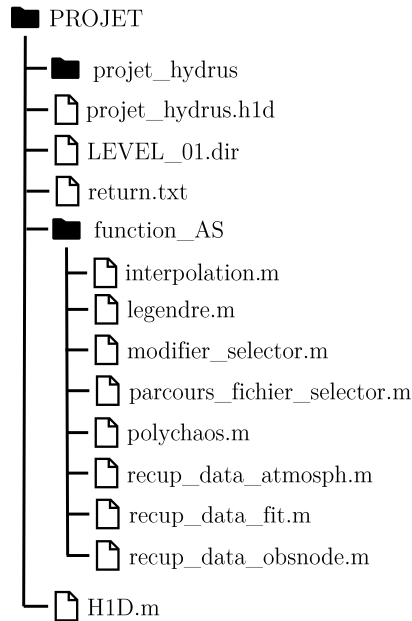 PROJET
projet_hydrus
projet_hydrus.h1d
LEVEL_01.dir
return.txt
function_AS
interpolation.m
legendre.m
modifier_selector.m
parcours_fichier_selector.m
polychaos.m
recup_data_atmosph.m
recup_data_fit.m
recup_data_obsnode.m
H1D.m